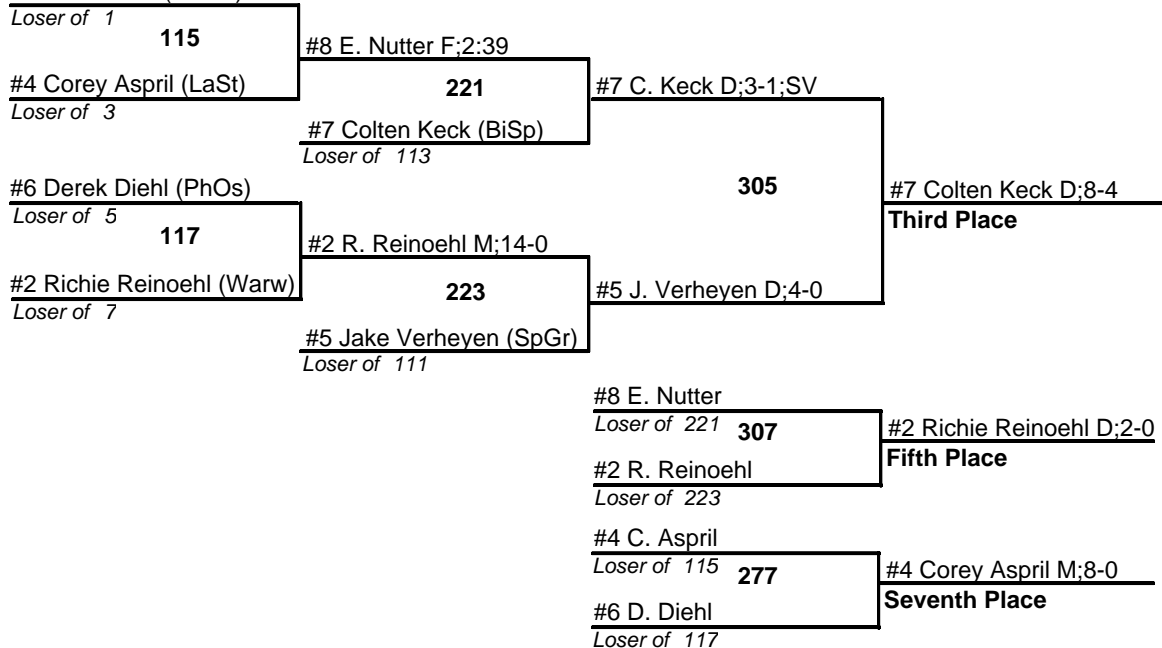 Loser of 1
115
#8 E. Nutter F;2:39
#4 Corey Aspril (LaSt)
Loser of 3
221
#7 C. Keck D;3-1;SV
#7 Colten Keck (BiSp)
Loser of 113
#6 Derek Diehl (PhOs)
Loser of 5
305
#7 Colten Keck D;8-4
Third Place
117
#2 R. Reinoehl M;14-0
#2 Richie Reinoehl (Warw)
Loser of 7
223
#5 J. Verheyen D;4-0
#5 Jake Verheyen (SpGr)
Loser of 111
#8 E. Nutter
Loser of 221
307
#2 Richie Reinoehl D;2-0
Fifth Place
#2 R. Reinoehl
Loser of 223
#4 C. Aspril
Loser of 115
277
#4 Corey Aspril M;8-0
Seventh Place
#6 D. Diehl
Loser of 117